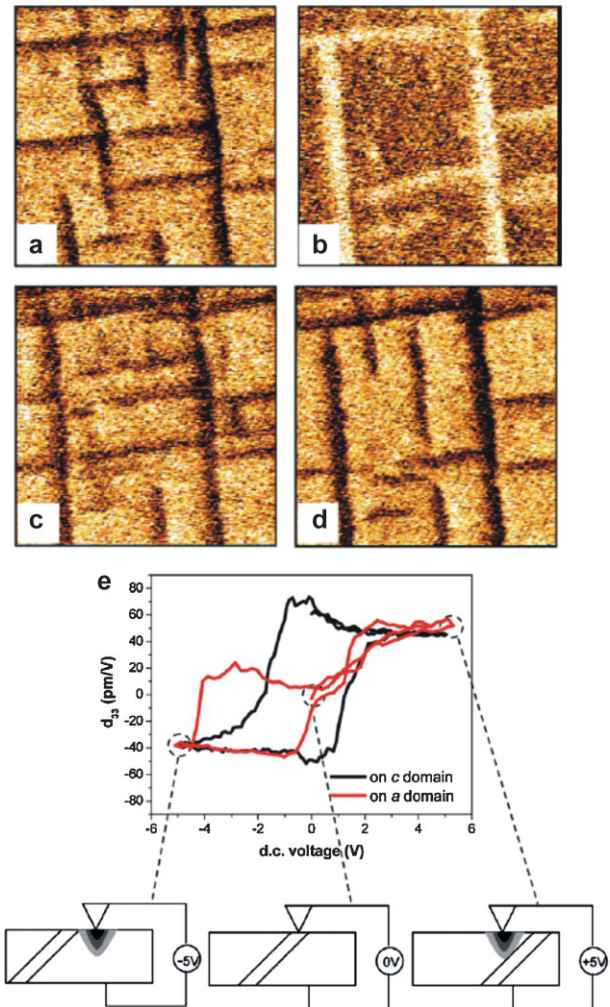 a
b
c
d
e
80
60
40
20
0
-20
-40
-60
-80
d33 (pm/V)
on c domain
on a domain
-6 -4 -2 0 2 4 6
d.c. voltage (V)
-5V 0V +5V